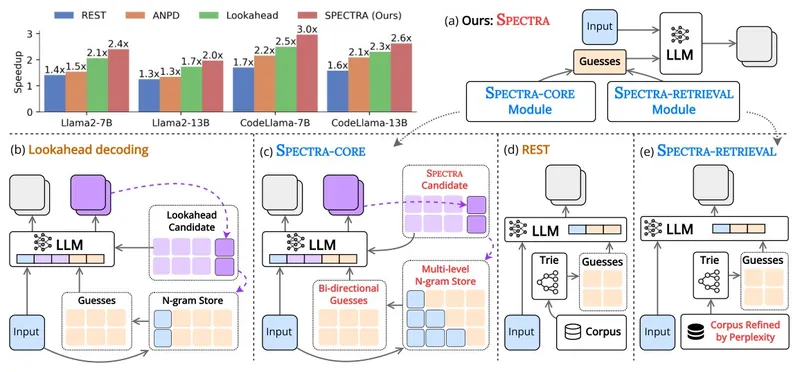 REST ANPD Lookahead SPECTRA (Ours)
Speedup
3
2
1
0
1.4x 1.5x 2.1x 2.4x
1.3x 1.3x 1.7x 2.0x
1.7x 2.2x 2.5x 3.0x
1.6x 2.1x 2.3x 2.6x
Llama2-7B Llama2-13B CodeLlama-7B CodeLlama-13B
(a) Ours: SPECTRA
Input
Guesses
LLM
SPECTRA-CORE
Module
SPECTRA-RETRIEVAL
Module
(b) Lookahead decoding
LLM
Lookahead
Candidate
Guesses
N-gram Store
Input
(c) SPECTRA-CORE
SPECTRA
Candidate
LLM
Bi-directional
Guesses
Multi-level
N-gram Store
Input
(d) REST
LLM
Trie
Guesses
Input
Corpus
(e) SPECTRA-RETRIEVAL
LLM
Trie
Guesses
Input
Corpus Refined
by Perplexity